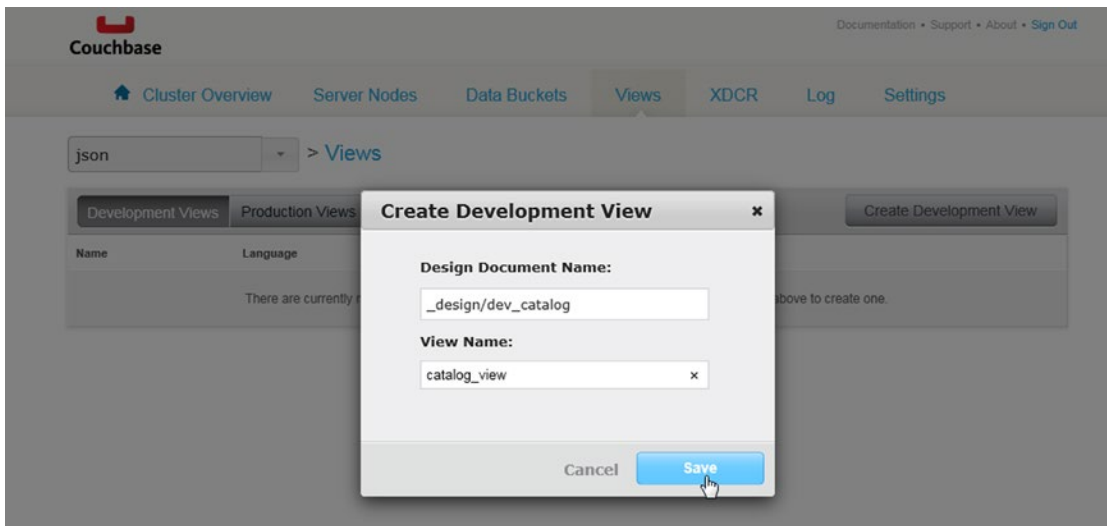 Documentation • Support • About • Sign Out
Couchbase
Cluster Overview Server Nodes Data Buckets Views XDCR Log Settings
json > Views
Development Views Production Views Create Development View
Name Language
There are currently above to create one.
Create Development View ×
Design Document Name:
_design/dev_catalog
View Name:
catalog_view ×
Cancel Save